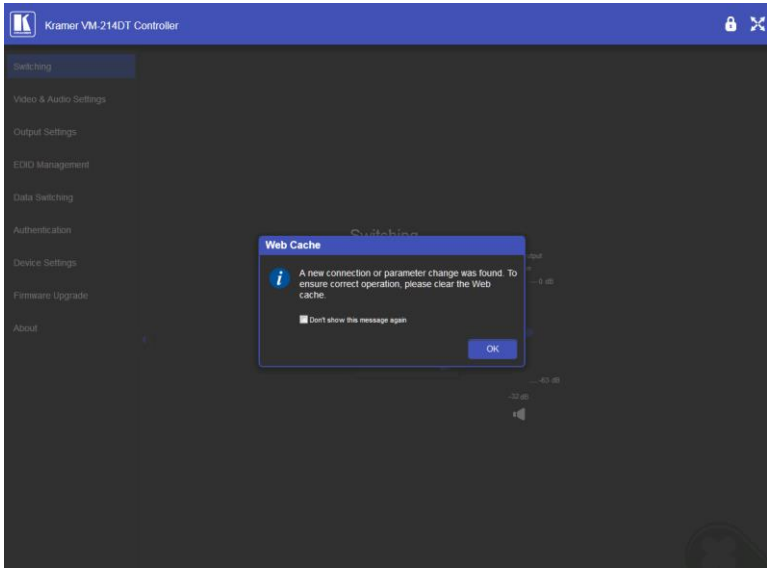 Kramer VM-214DT Controller
Switching
Video & Audio Settings
Output Settings
EDID Management
Data Switching
Authentication
Device Settings
Firmware Upgrade
About
Switching
Web Cache
A new connection or parameter change was found. To
ensure correct operation, please clear the Web
cache.
Don't show this message again
OK
-- 0 dB
... -63 dB
-32 dB